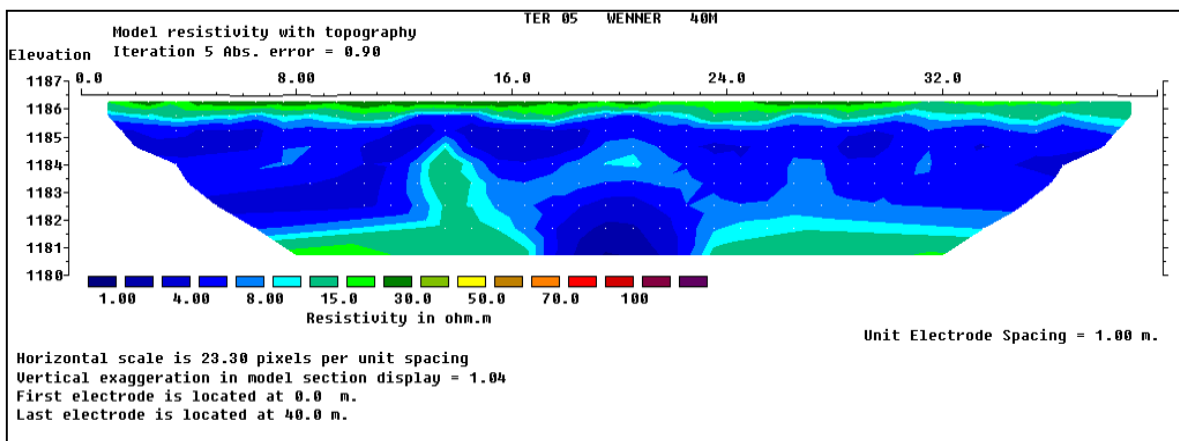 TER 05 WENNER 40M
Model resistivity with topography
Iteration 5 Abs. error = 0.90
Elevation
0.0 8.00 16.0 24.0 32.0
1187
1186
1185
1184
1183
1182
1181
1180
1.00 4.00 8.00 15.0 30.0 50.0 70.0 100
Resistivity in ohm.m
Unit Electrode Spacing = 1.00 m.
Horizontal scale is 23.30 pixels per unit spacing
Vertical exaggeration in model section display = 1.04
First electrode is located at 0.0 m.
Last electrode is located at 40.0 m.